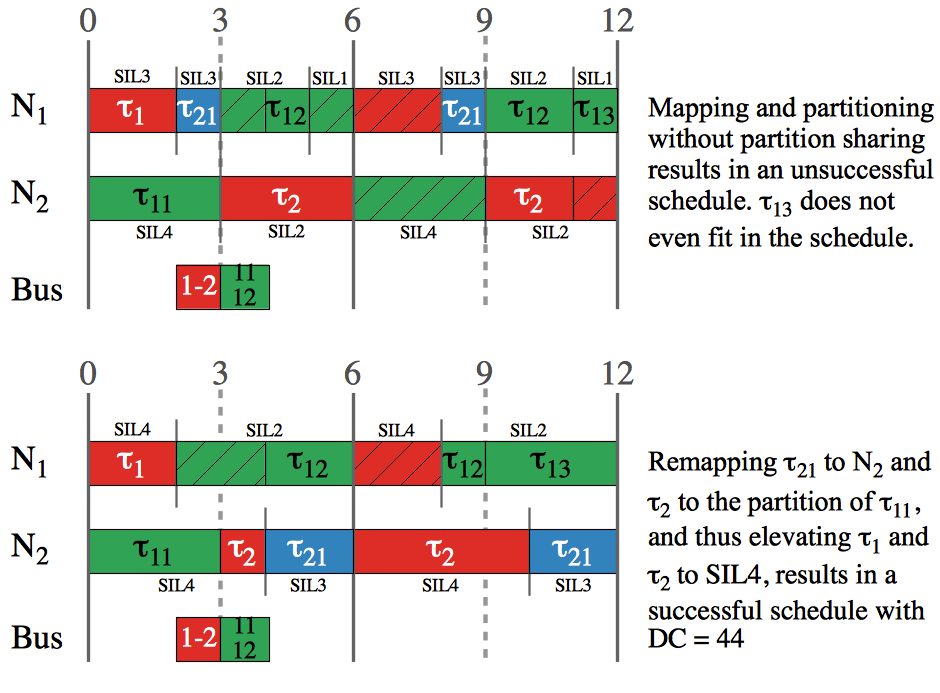 0 3 6 9 12
SIL3 SIL3 SIL2 SIL1 SIL3 SIL3 SIL2 SIL1
N1 τ1 τ21 τ12 τ21 τ12 τ13
N2 τ11 τ2 τ2
SIL4 SIL2 SIL4 SIL2
Bus 1-2 11
12
Mapping and partitioning
without partition sharing
results in an unsuccessful
schedule. τ13 does not
even fit in the schedule.
0 3 6 9 12
SIL4 SIL2 SIL4 SIL2
N1 τ1 τ12 τ12 τ13
N2 τ11 τ2 τ21 τ2 τ21
SIL4 SIL3 SIL4 SIL3
Bus 1-2 11
12
Remapping τ21 to N2 and
τ2 to the partition of τ11,
and thus elevating τ1 and
τ2 to SIL4, results in a
successful schedule with
DC = 44